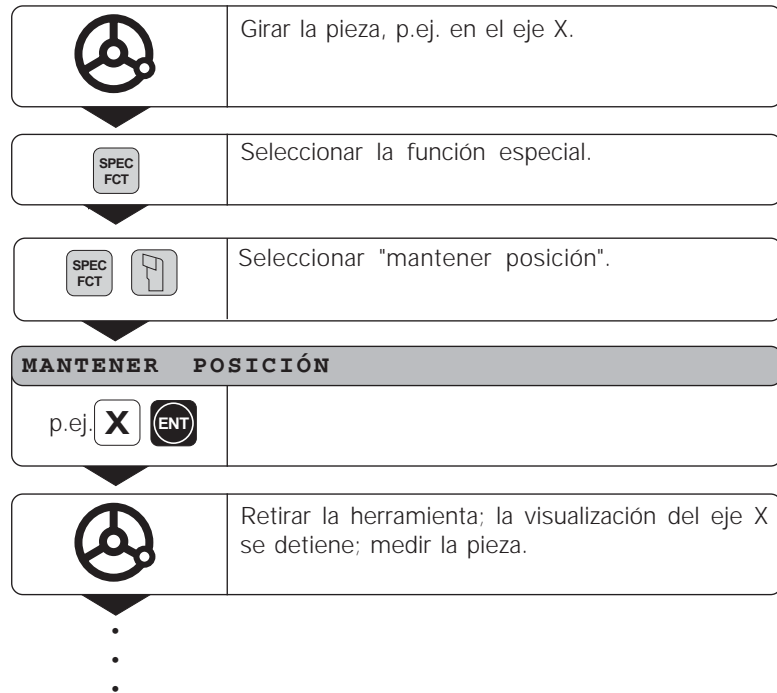 Girar la pieza, p.ej. en el eje X.
SPEC
FCT
Seleccionar la función especial.
SPEC
FCT
Seleccionar "mantener posición".
MANTENER POSICIÓN
p.ej. X ENT
Retirar la herramienta; la visualización del eje X
se detiene; medir la pieza.